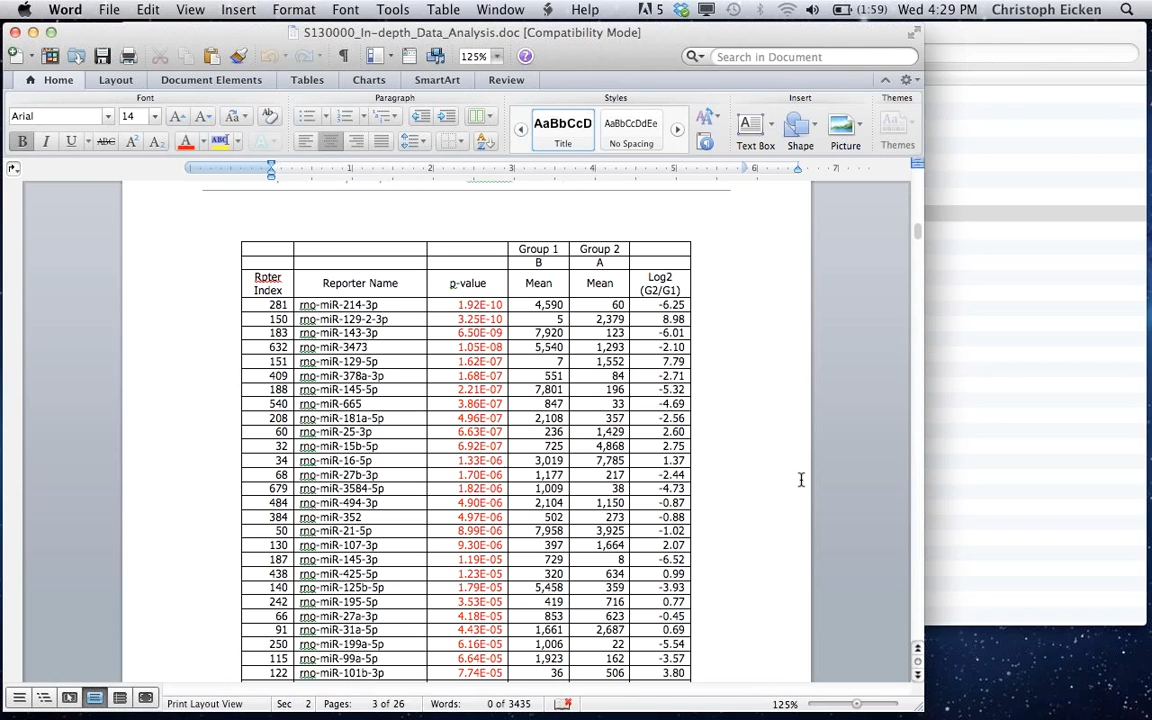 Word File Edit View Insert Format Font Tools Table Window Help 5 (1:59) Wed 4:29 PM Christoph Eicken
S130000_In-depth_Data_Analysis.doc [Compatibility Mode]
125% Search in Document
Home Layout Document Elements Tables Charts SmartArt Review
Font Paragraph Styles Insert Themes
Arial 14 Aa AaBbCcD Title AaBbCcDdEe No Spacing Text Box Shape Picture Themes
B I U ABC A2 A2 A ABC A
1 2 3 4 5 6 7
Group 1 Group 2
B A
Rpter Index Reporter Name p-value Mean Mean Log2 (G2/G1)
281 rno-miR-214-3p 1.92E-10 4,590 60 -6.25
150 rno-miR-129-2-3p 3.25E-10 5 2,379 8.98
183 rno-miR-143-3p 6.50E-09 7,920 123 -6.01
632 rno-miR-3473 1.05E-08 5,540 1,293 -2.10
151 rno-miR-129-5p 1.62E-07 7 1,552 7.79
409 rno-miR-378a-3p 1.68E-07 551 84 -2.71
188 rno-miR-145-5p 2.21E-07 7,801 196 -5.32
540 rno-miR-665 3.86E-07 847 33 -4.69
208 rno-miR-181a-5p 4.96E-07 2,108 357 -2.56
60 rno-miR-25-3p 6.63E-07 236 1,429 2.60
32 rno-miR-15b-5p 6.92E-07 725 4,868 2.75
34 rno-miR-16-5p 1.33E-06 3,019 7,785 1.37
68 rno-miR-27b-3p 1.70E-06 1,177 217 -2.44
679 rno-miR-3584-5p 1.82E-06 1,009 38 -4.73
484 rno-miR-494-3p 4.90E-06 2,104 1,150 -0.87
384 rno-miR-352 4.97E-06 502 273 -0.88
50 rno-miR-21-5p 8.99E-06 7,958 3,925 -1.02
130 rno-miR-107-3p 9.30E-06 397 1,664 2.07
187 rno-miR-145-3p 1.19E-05 729 8 -6.52
438 rno-miR-425-5p 1.23E-05 320 634 0.99
140 rno-miR-125b-5p 1.79E-05 5,458 359 -3.93
242 rno-miR-195-5p 3.53E-05 419 716 0.77
66 rno-miR-27a-3p 4.18E-05 853 623 -0.45
91 rno-miR-31a-5p 4.43E-05 1,661 2,687 0.69
250 rno-miR-199a-5p 6.16E-05 1,006 22 -5.54
115 rno-miR-99a-5p 6.64E-05 1,923 162 -3.57
122 rno-miR-101b-3p 7.74E-05 36 506 3.80
Print Layout View Sec 2 Pages: 3 of 26 Words: 0 of 3435 125%